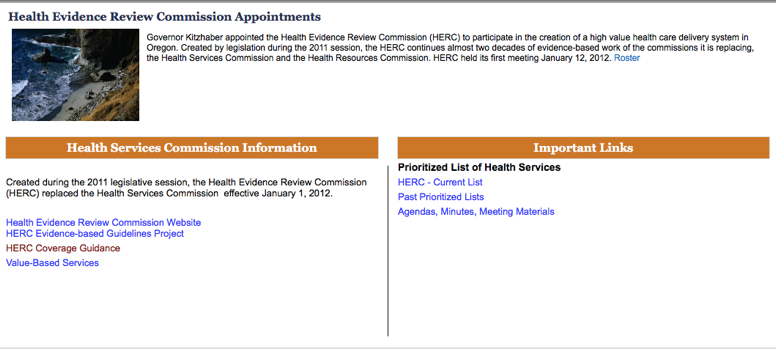 Health Evidence Review Commission Appointments
Governor Kitzhaber appointed the Health Evidence Review Commission (HERC) to participate in the creation of a high value health care delivery system in
Oregon. Created by legislation during the 2011 session, the HERC continues almost two decades of evidence-based work of the commissions it is replacing,
the Health Services Commission and the Health Resources Commission. HERC held its first meeting January 12, 2012. Roster
Health Services Commission Information
Created during the 2011 legislative session, the Health Evidence Review Commission
(HERC) replaced the Health Services Commission effective January 1, 2012.
Health Evidence Review Commission Website
HERC Evidence-based Guidelines Project
HERC Coverage Guidance
Value-Based Services
Important Links
Prioritized List of Health Services
HERC - Current List
Past Prioritized Lists
Agendas, Minutes, Meeting Materials